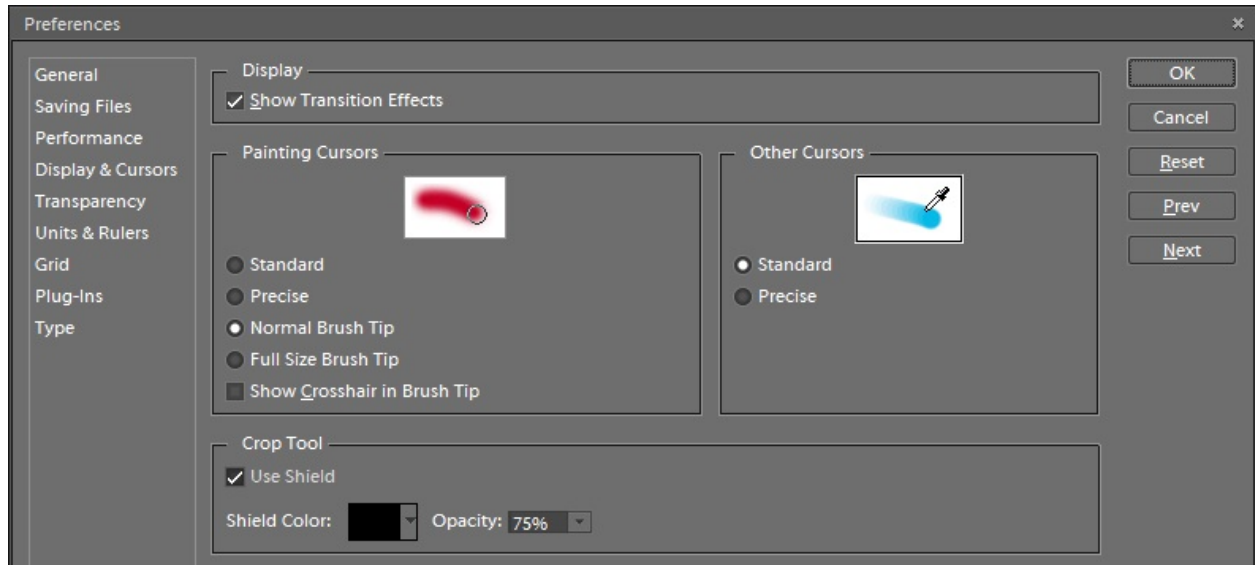 Preferences
General
Saving Files
Performance
Display & Cursors
Transparency
Units & Rulers
Grid
Plug-Ins
Type
Display
Show Transition Effects
Painting Cursors
Standard
Precise
Normal Brush Tip
Full Size Brush Tip
Show Crosshair in Brush Tip
Other Cursors
Standard
Precise
Crop Tool
Use Shield
Shield Color:
Opacity: 75%
OK
Cancel
Reset
Prev
Next